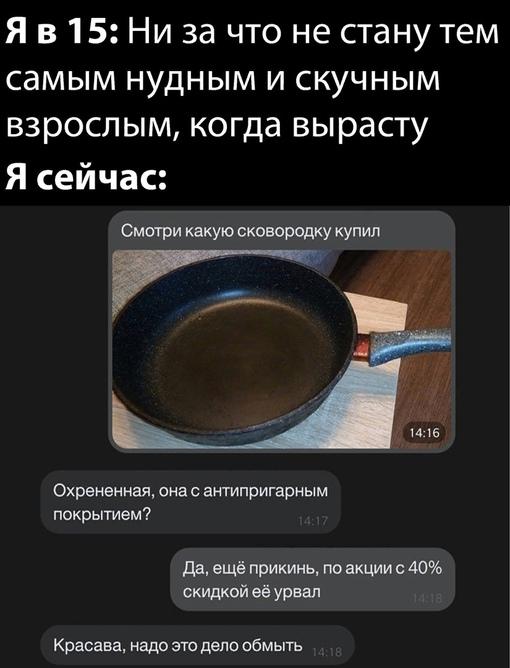 Я в 15: Ни за что не стану тем
самым нудным и скучным
взрослым, когда вырасту
Я сейчас:
Смотри какую сковородку купил
14:16
Охрененная, она с антипригарным
покрытием?
14:17
Да, ещё прикинь, по акции с 40%
скидкой её урвал
14:18
Красава, надо это дело обмыть 14:18